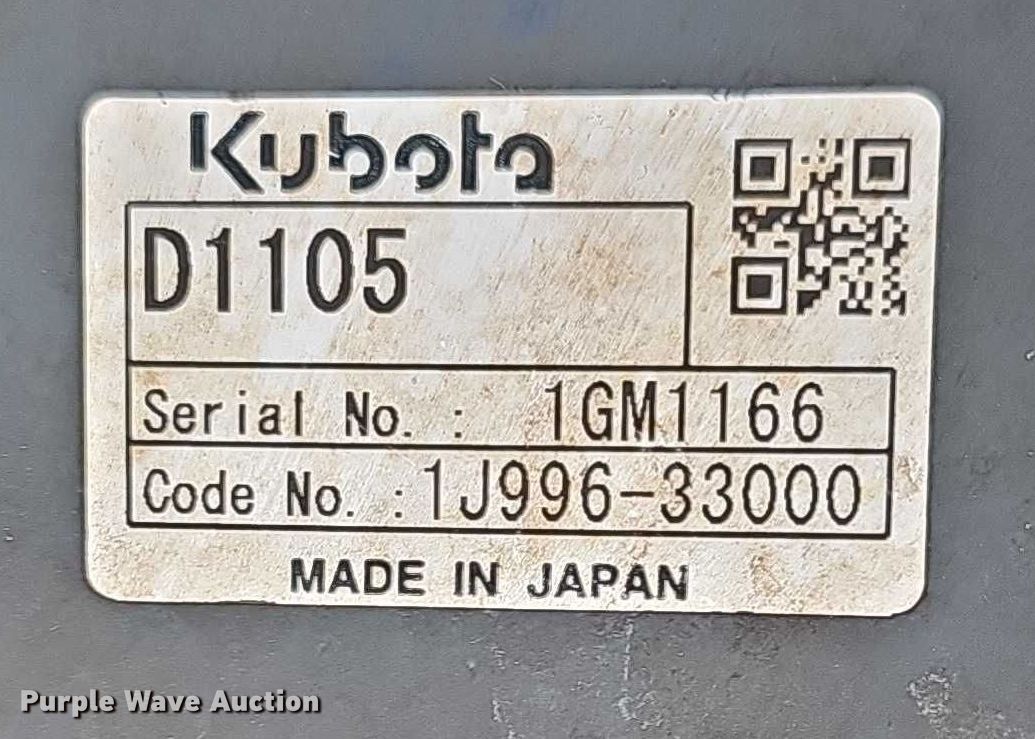 Kubota
D1105
Serial No. : 1GM1166
Code No. : 1J996-33000
MADE IN JAPAN
Purple Wave Auction